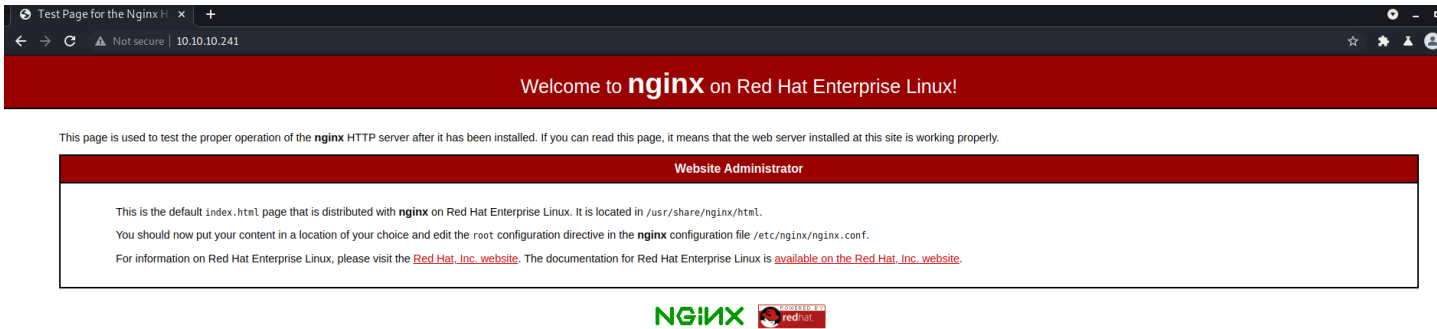 Test Page for the Nginx H
Not secure | 10.10.10.241
Welcome to nginx on Red Hat Enterprise Linux!
This page is used to test the proper operation of the nginx HTTP server after it has been installed. If you can read this page, it means that the web server installed at this site is working properly.
Website Administrator
This is the default index.html page that is distributed with nginx on Red Hat Enterprise Linux. It is located in /usr/share/nginx/html.
You should now put your content in a location of your choice and edit the root configuration directive in the nginx configuration file /etc/nginx/nginx.conf.
For information on Red Hat Enterprise Linux, please visit the Red Hat, Inc. website. The documentation for Red Hat Enterprise Linux is available on the Red Hat, Inc. website.
NGiNX
POWERED BY
redhat.